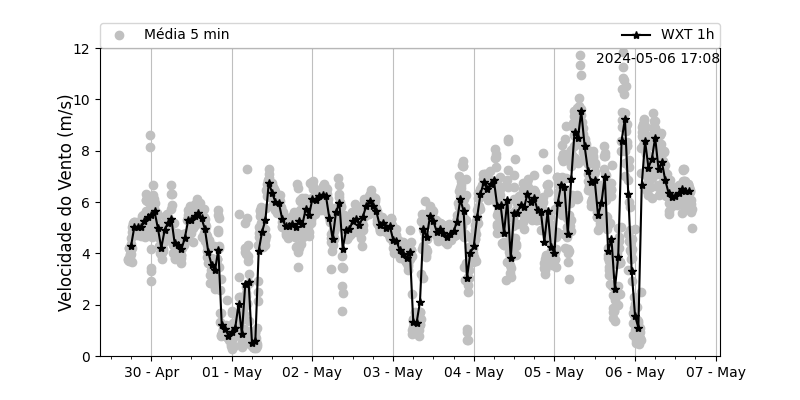 Média 5 min WXT 1h
2024-05-06 17:08
Velocidade do Vento (m/s)
12
10
8
6
4
2
0
30 - Apr 01 - May 02 - May 03 - May 04 - May 05 - May 06 - May 07 - May